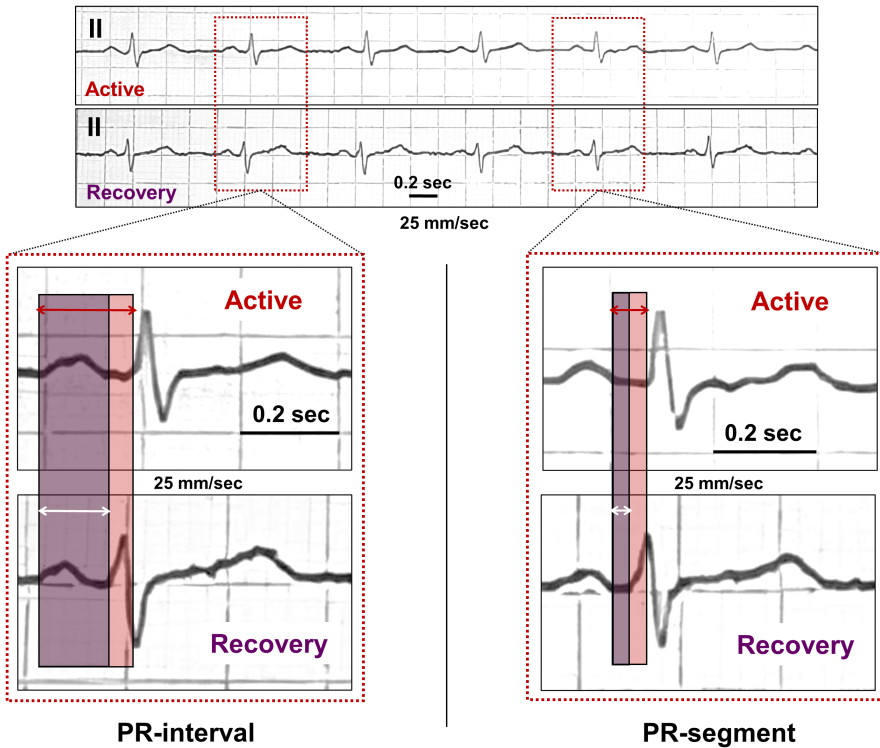 II
Active
II
Recovery
0.2 sec
25 mm/sec
Active
0.2 sec
25 mm/sec
Recovery
PR-interval
Active
0.2 sec
25 mm/sec
Recovery
PR-segment